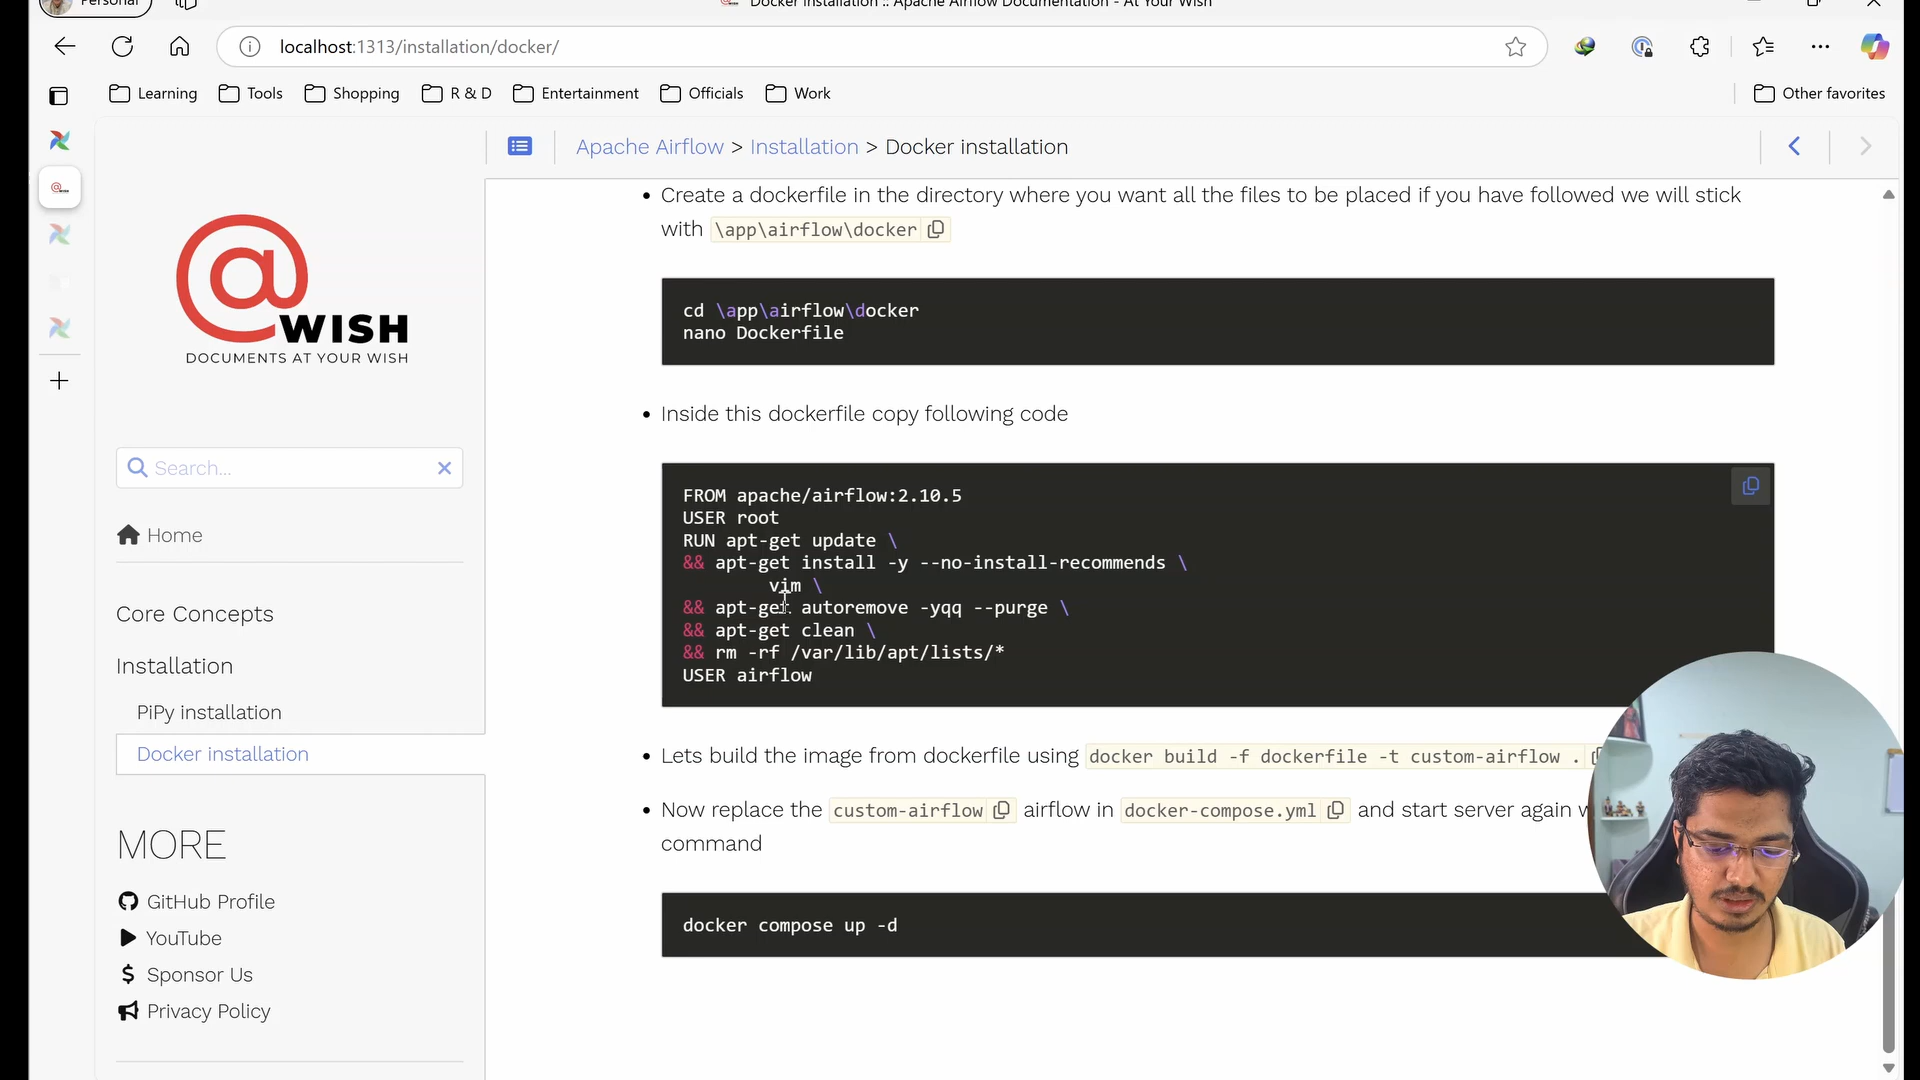 Personal
Docker installation :: Apache Airflow Documentation - At Your Wish
localhost:1313/installation/docker/
Learning Tools Shopping R & D Entertainment Officials Work Other favorites
Apache Airflow > Installation > Docker installation
@
WISH
DOCUMENTS AT YOUR WISH
Search...
Home
Core Concepts
Installation
PiPy installation
Docker installation
MORE
GitHub Profile
YouTube
Sponsor Us
Privacy Policy
• Create a dockerfile in the directory where you want all the files to be placed if you have followed we will stick
with \app\airflow\docker
cd \app\airflow\docker
nano Dockerfile
• Inside this dockerfile copy following code
FROM apache/airflow:2.10.5
USER root
RUN apt-get update \
&& apt-get install -y --no-install-recommends \
vim \
&& apt-get autoremove -yqq --purge \
&& apt-get clean \
&& rm -rf /var/lib/apt/lists/*
USER airflow
• Lets build the image from dockerfile using docker build -f dockerfile -t custom-airflow .
• Now replace the custom-airflow airflow in docker-compose.yml and start server again
command
docker compose up -d